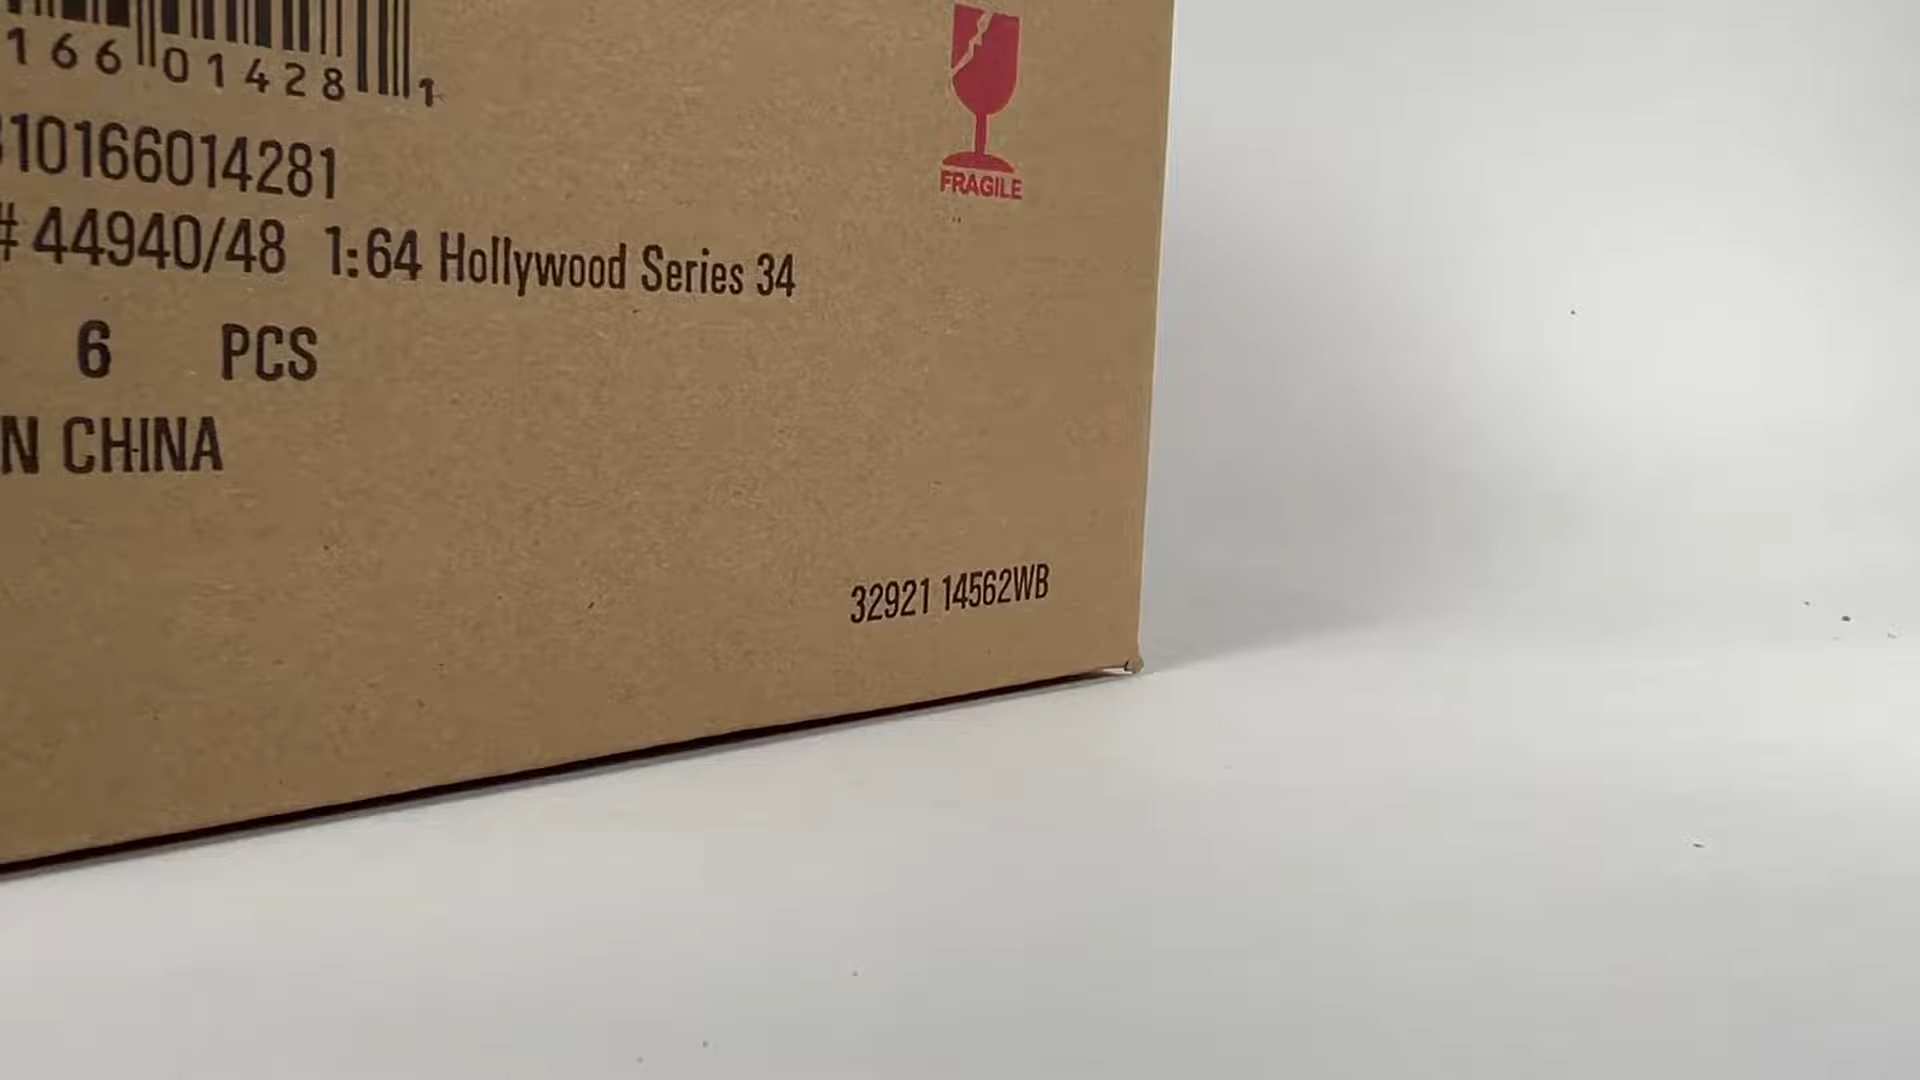 166 01428 1
FRAGILE
10166014281
# 44940/48 1:64 Hollywood Series 34
6 PCS
N CHINA
32921 14562WB